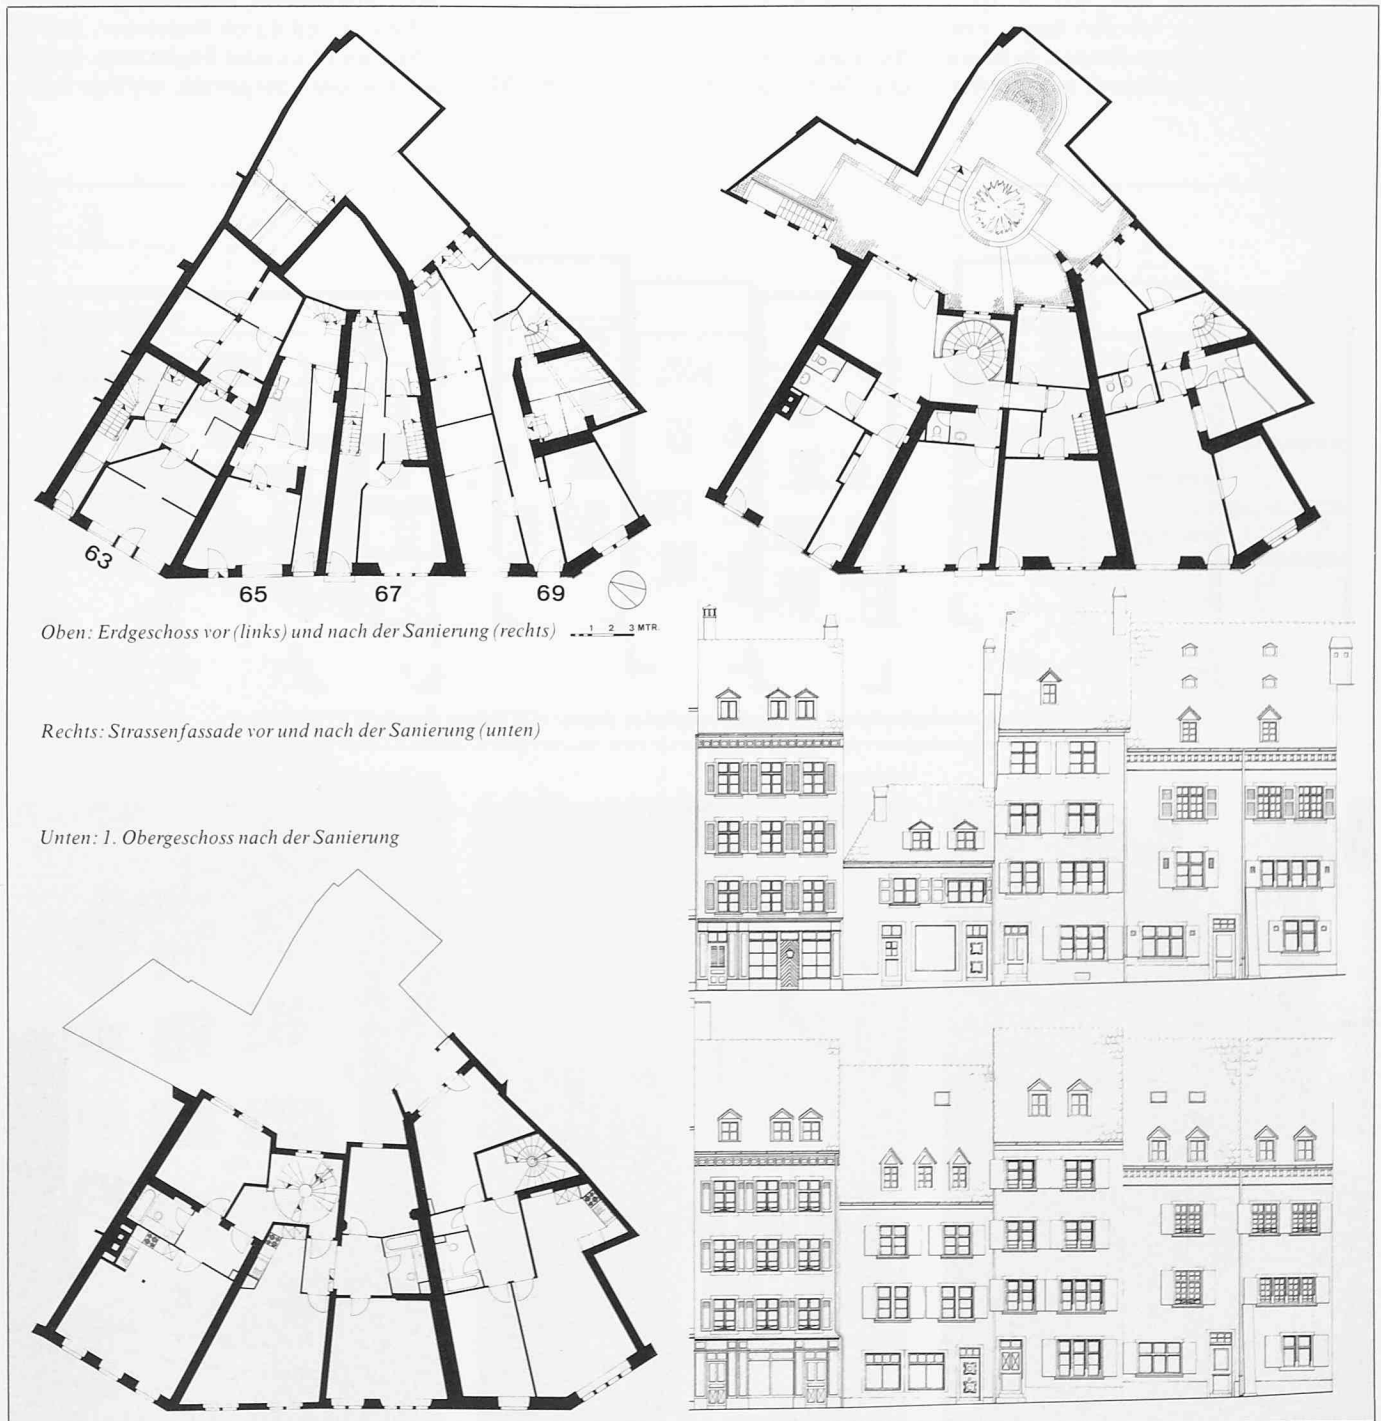 63
65 67 69
Oben: Erdgeschoss vor (links) und nach der Sanierung (rechts)
1 2 3 MTR.
Rechts: Strassenfassade vor und nach der Sanierung (unten)
Unten: 1. Obergeschoss nach der Sanierung